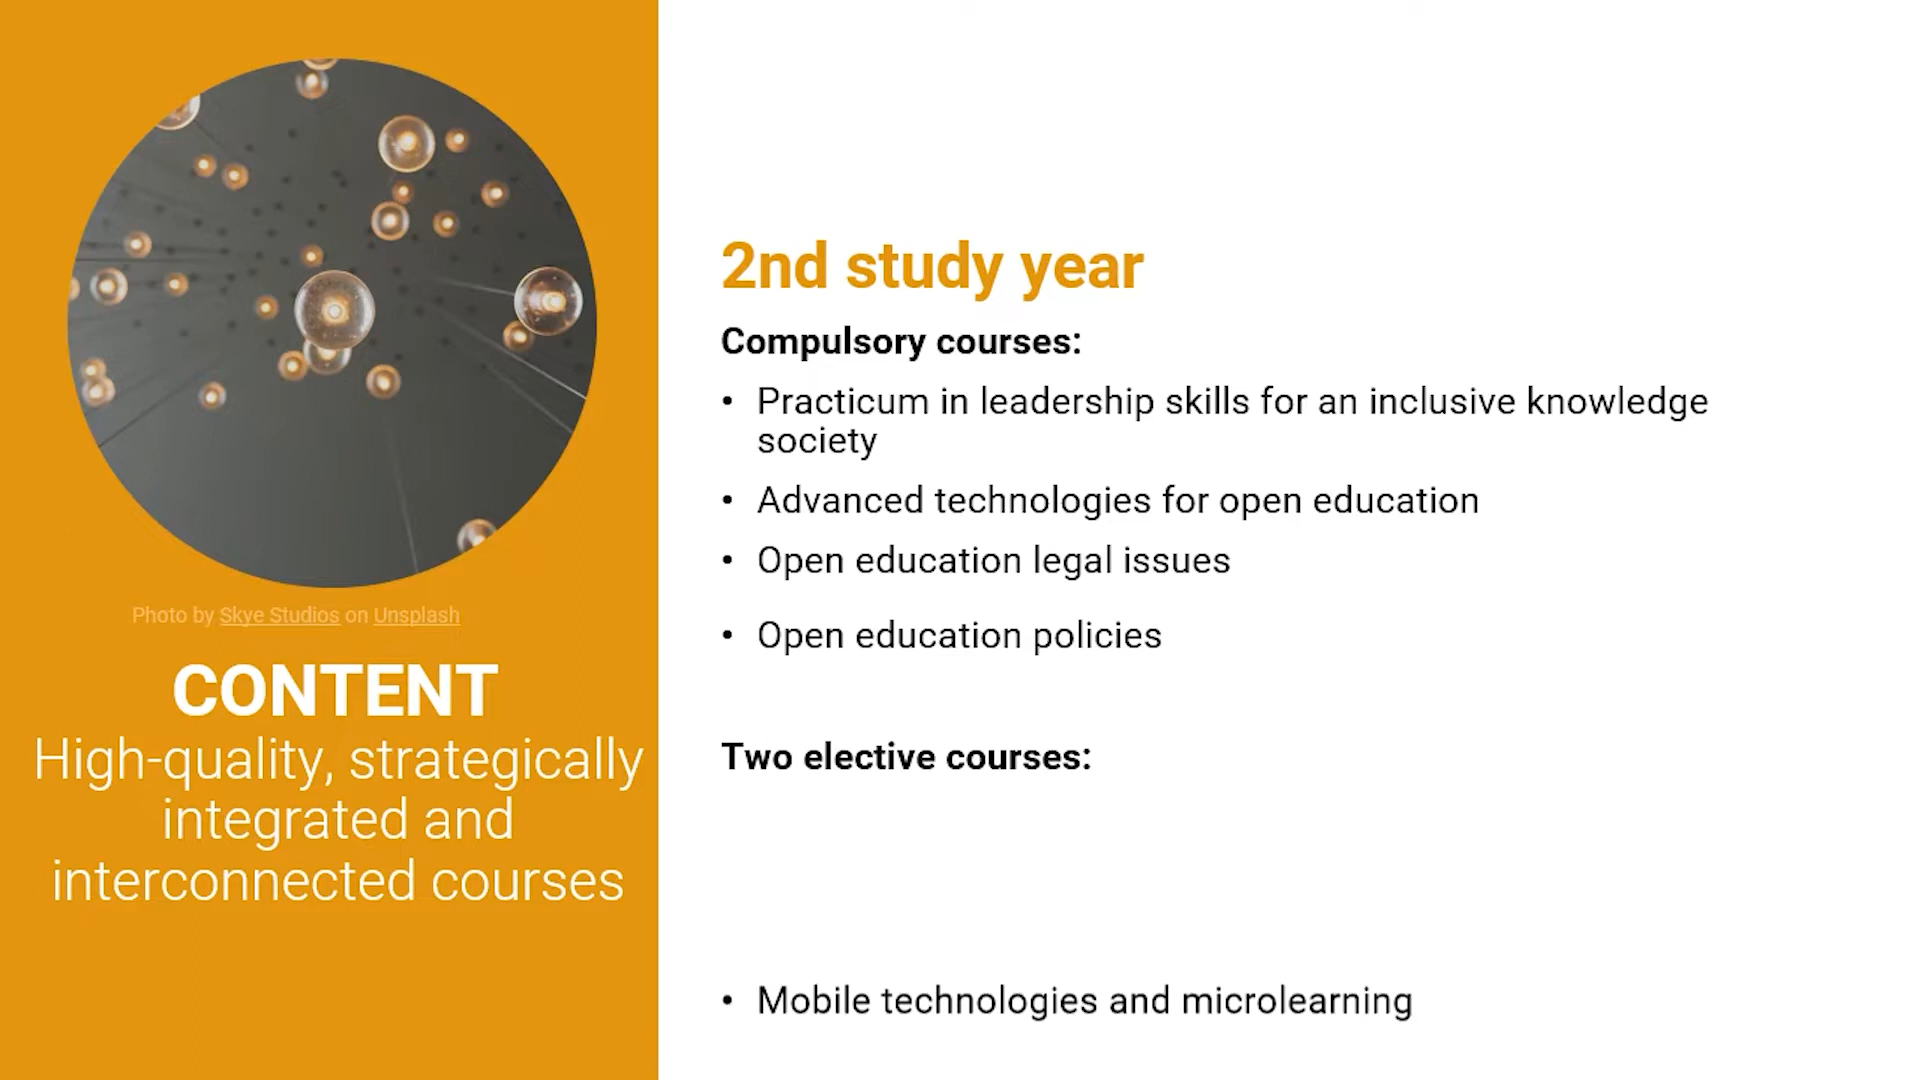 Photo by Skye Studios on Unsplash
CONTENT
High-quality, strategically
integrated and
interconnected courses
2nd study year
Compulsory courses:
• Practicum in leadership skills for an inclusive knowledge
society
• Advanced technologies for open education
• Open education legal issues
• Open education policies
Two elective courses:
• Mobile technologies and microlearning